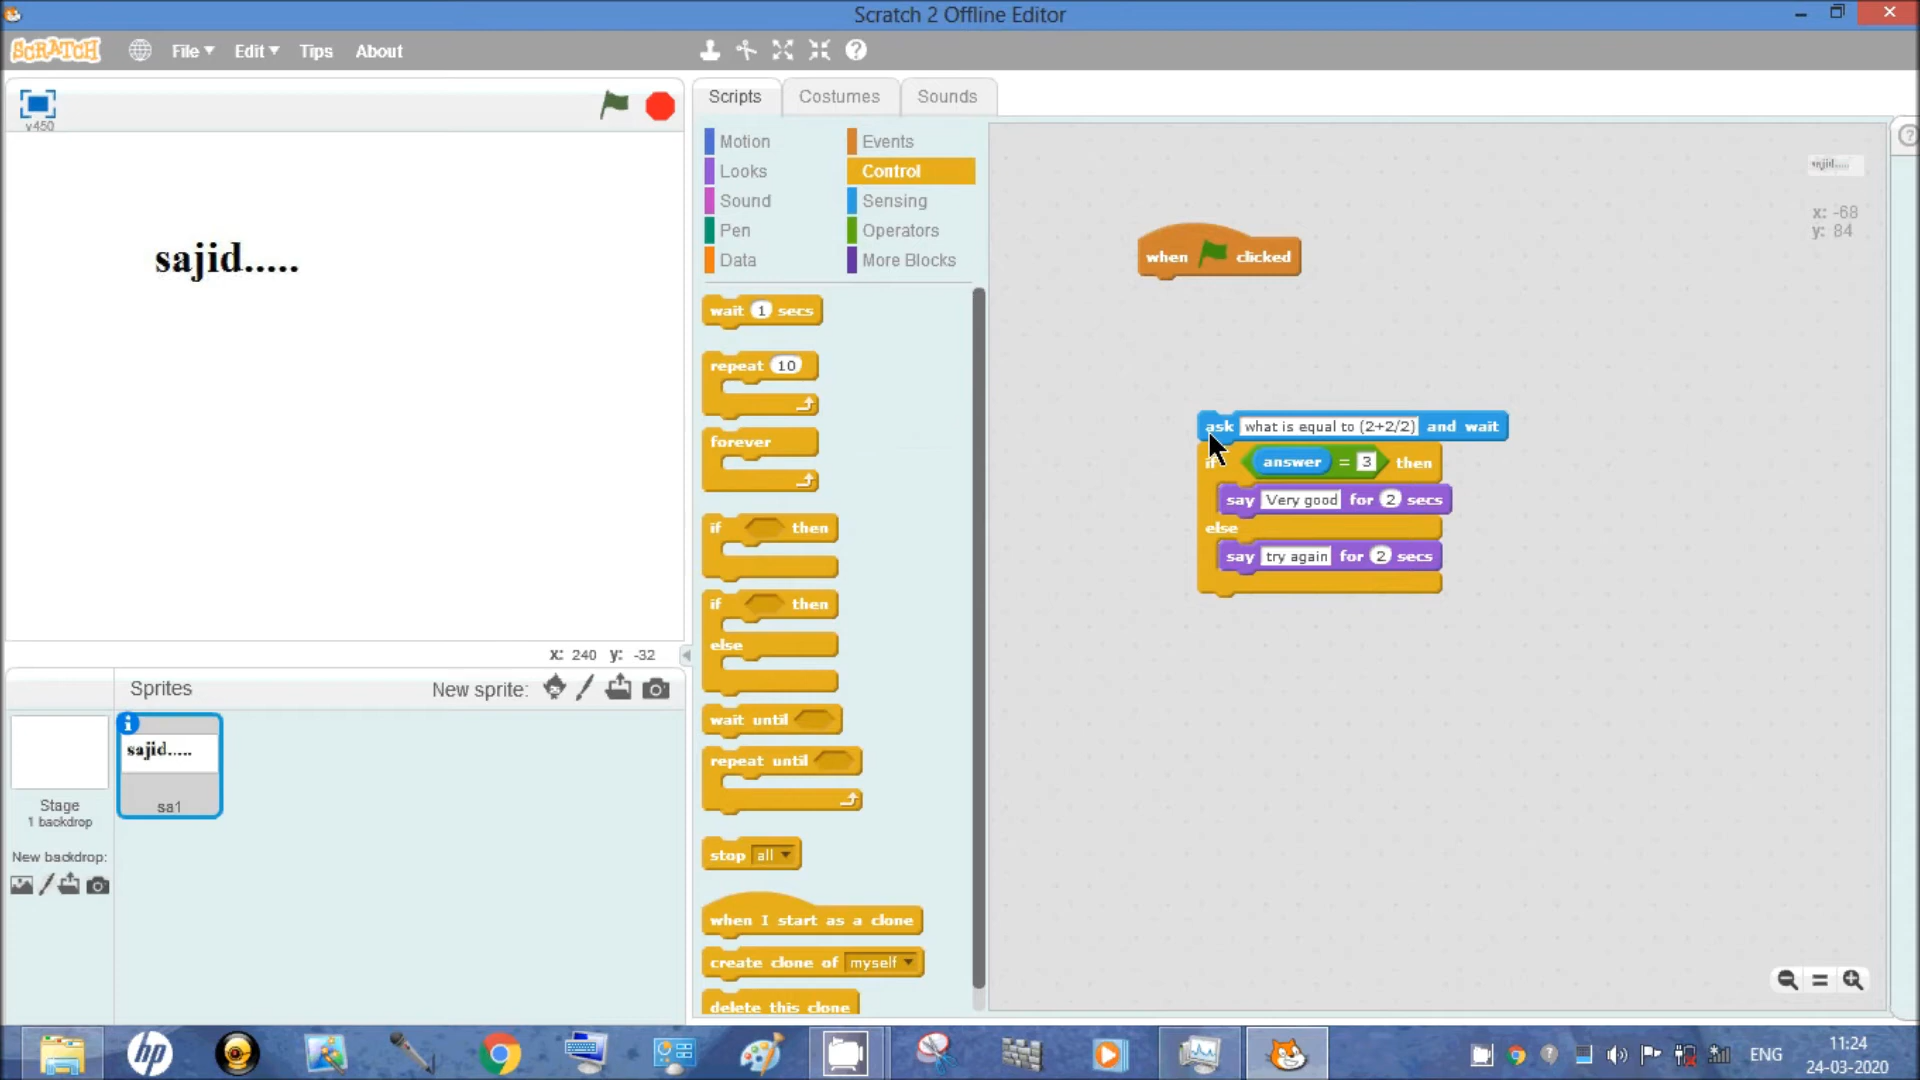 Scratch 2 Offline Editor
SCRATCH File Edit Tips About
v450
Scripts Costumes Sounds
Motion Events
Looks Control
Sound Sensing
Pen Operators
Data More Blocks
sajid.....
wait 1 secs
repeat 10
forever
if then
if then
else
wait until
repeat until
stop all
when I start as a clone
create clone of myself
delete this clone
sajid.....
x: -68
y: 84
when clicked
ask what is equal to (2+2/2) and wait
if answer = 3 then
say Very good for 2 secs
else
say try again for 2 secs
x: 240 y: -32
Sprites New sprite:
sajid.....
sa1
Stage
1 backdrop
New backdrop:
hp
ENG
11:24
24-03-2020